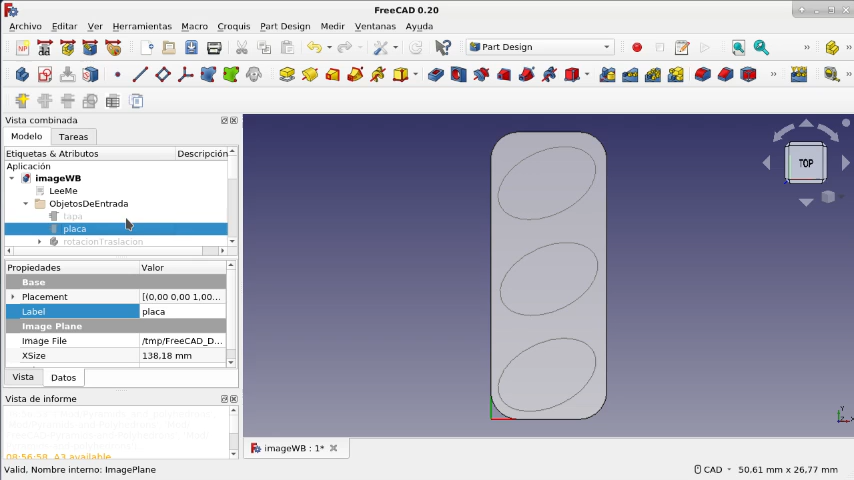 FreeCAD 0.20
Archivo Editar Ver Herramientas Macro Croquis Part Design Medir Ventanas Ayuda
NP Part Design
Vista combinada
Modelo Tareas
Etiquetas & Atributos Descripción
Aplicación
imageWB
LeeMe
ObjetosDeEntrada
tapa
placa
rotacionTraslacion
Propiedades Valor
Base
Placement [(0,00 0,00 1,00...
Label placa
Image Plane
Image File /tmp/FreeCAD_D...
XSize 138,18 mm
Vista Datos
Vista de informe
08:56:58 A3 available
TOP
Y
X
imageWB : 1*
Valid, Nombre interno: ImagePlane
CAD 50.61 mm x 26,77 mm